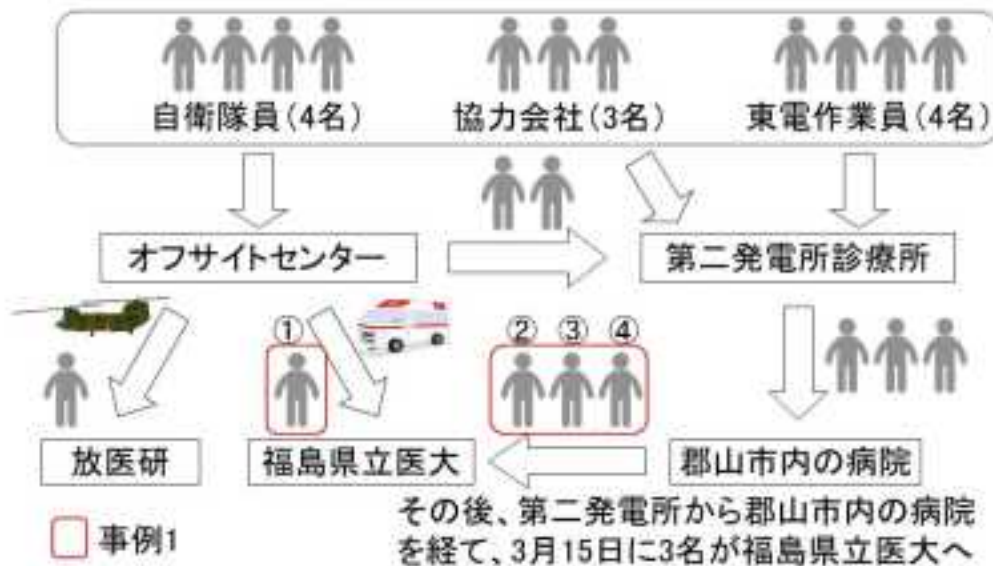 自衛隊員(4名)
協力会社(3名)
東電作業員(4名)
オフサイトセンター
第二発電所診療所
①
② ③ ④
放医研
福島県立医大
郡山市内の病院
事例1
その後、第二発電所から郡山市内の病院
を経て、3月15日に3名が福島県立医大へ